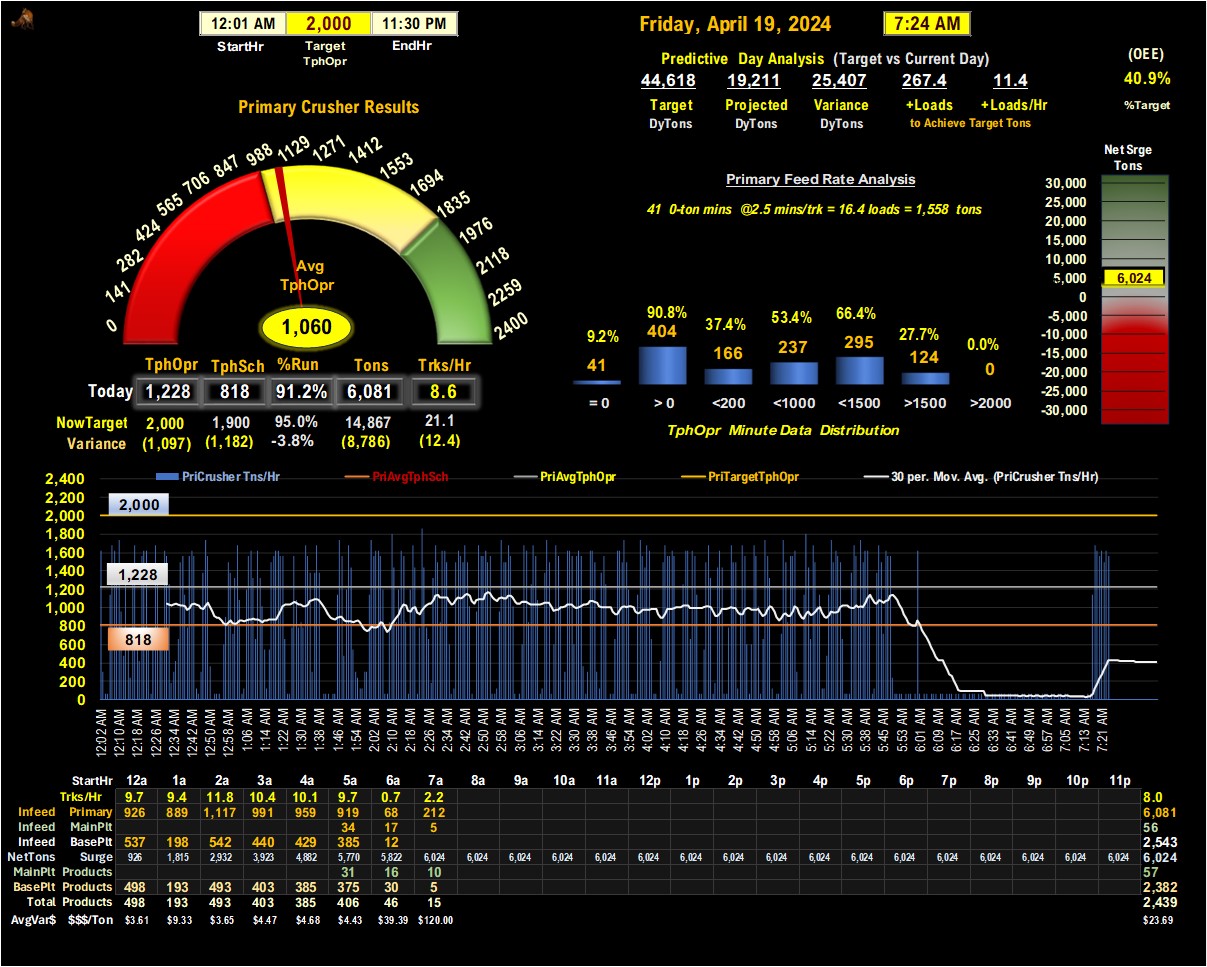 12:01 AM 2,000 11:30 PM
StartHr Target EndHr
TphOpr
Friday, April 19, 2024 7:24 AM
Predictive Day Analysis (Target vs Current Day)
44,618 19,211 25,407 267.4 11.4
Target Projected Variance +Loads +Loads/Hr
DyTons DyTons DyTons to Achieve Target Tons
(OEE)
40.9%
%Target
Primary Crusher Results
0 141 282 424 565 706 847 988 1129 1271 1412 1553 1694 1835 1976 2118 2259 2400
Avg
TphOpr
1,060
TphOpr TphSch %Run Tons Trks/Hr
Today 1,228 818 91.2% 6,081 8.6
NowTarget 2,000 1,900 95.0% 14,867 21.1
Variance (1,097) (1,182) -3.8% (8,786) (12.4)
Primary Feed Rate Analysis
41 0-ton mins @2.5 mins/trk = 16.4 loads = 1,558 tons
9.2% 90.8% 37.4% 53.4% 66.4% 27.7% 0.0%
41 404 166 237 295 124 0
= 0 > 0 <200 <1000 <1500 >1500 >2000
TphOpr Minute Data Distribution
Net Srge
Tons
30,000
25,000
20,000
15,000
10,000
5,000
6,024
0
-5,000
-10,000
-15,000
-20,000
-25,000
-30,000
PriCrusher Tns/Hr PriAvgTphSch PriAvgTphOpr PriTargetTphOpr 30 per. Mov. Avg. (PriCrusher Tns/Hr)
2,400
2,200
2,000
1,800
1,600
1,400
1,200
1,000
800
600
400
200
0
2,000
1,228
818
12:02 AM 12:10 AM 12:18 AM 12:26 AM 12:34 AM 12:42 AM 12:50 AM 12:58 AM 1:06 AM 1:14 AM 1:22 AM 1:30 AM 1:38 AM 1:46 AM 1:54 AM 2:02 AM 2:10 AM 2:18 AM 2:26 AM 2:34 AM 2:42 AM 2:50 AM 2:58 AM 3:06 AM 3:14 AM 3:22 AM 3:30 AM 3:38 AM 3:46 AM 3:54 AM 4:02 AM 4:10 AM 4:18 AM 4:26 AM 4:34 AM 4:42 AM 4:50 AM 4:58 AM 5:06 AM 5:14 AM 5:22 AM 5:30 AM 5:38 AM 5:45 AM 5:53 AM 6:01 AM 6:09 AM 6:17 AM 6:25 AM 6:33 AM 6:41 AM 6:49 AM 6:57 AM 7:05 AM 7:13 AM 7:21 AM
StartHr 12a 1a 2a 3a 4a 5a 6a 7a 8a 9a 10a 11a 12p 1p 2p 3p 4p 5p 6p 7p 8p 9p 10p 11p
Trks/Hr 9.7 9.4 11.8 10.4 10.1 9.7 0.7 2.2 8.0
Infeed Primary 926 889 1,117 991 959 919 68 212 6,081
Infeed MainPlt 34 17 5 56
Infeed BasePlt 537 198 542 440 429 385 12 2,543
NetTons Surge 926 1,815 2,932 3,923 4,882 5,770 5,822 6,024 6,024 6,024 6,024 6,024 6,024 6,024 6,024 6,024 6,024 6,024 6,024 6,024 6,024 6,024 6,024 6,024 6,024
MainPlt Products 31 16 10 57
BasePlt Products 498 193 493 403 385 375 30 5 2,382
Total Products 498 193 493 403 385 406 46 15 2,439
AvgVar$ $$$/Ton $3.61 $9.33 $3.65 $4.47 $4.68 $4.43 $39.39 $120.00 $23.69